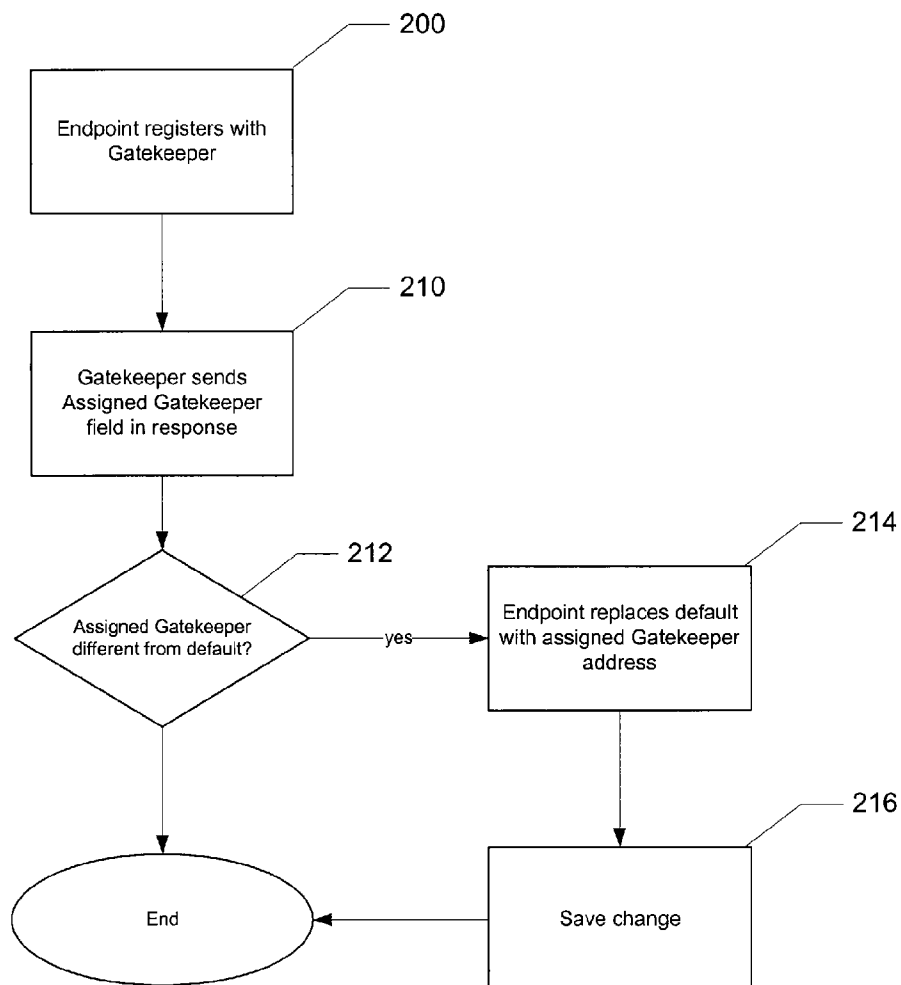 200
Endpoint registers with
Gatekeeper
210
Gatekeeper sends
Assigned Gatekeeper
field in response
212
Assigned Gatekeeper
different from default?
yes
214
Endpoint replaces default
with assigned Gatekeeper
address
216
Save change
End